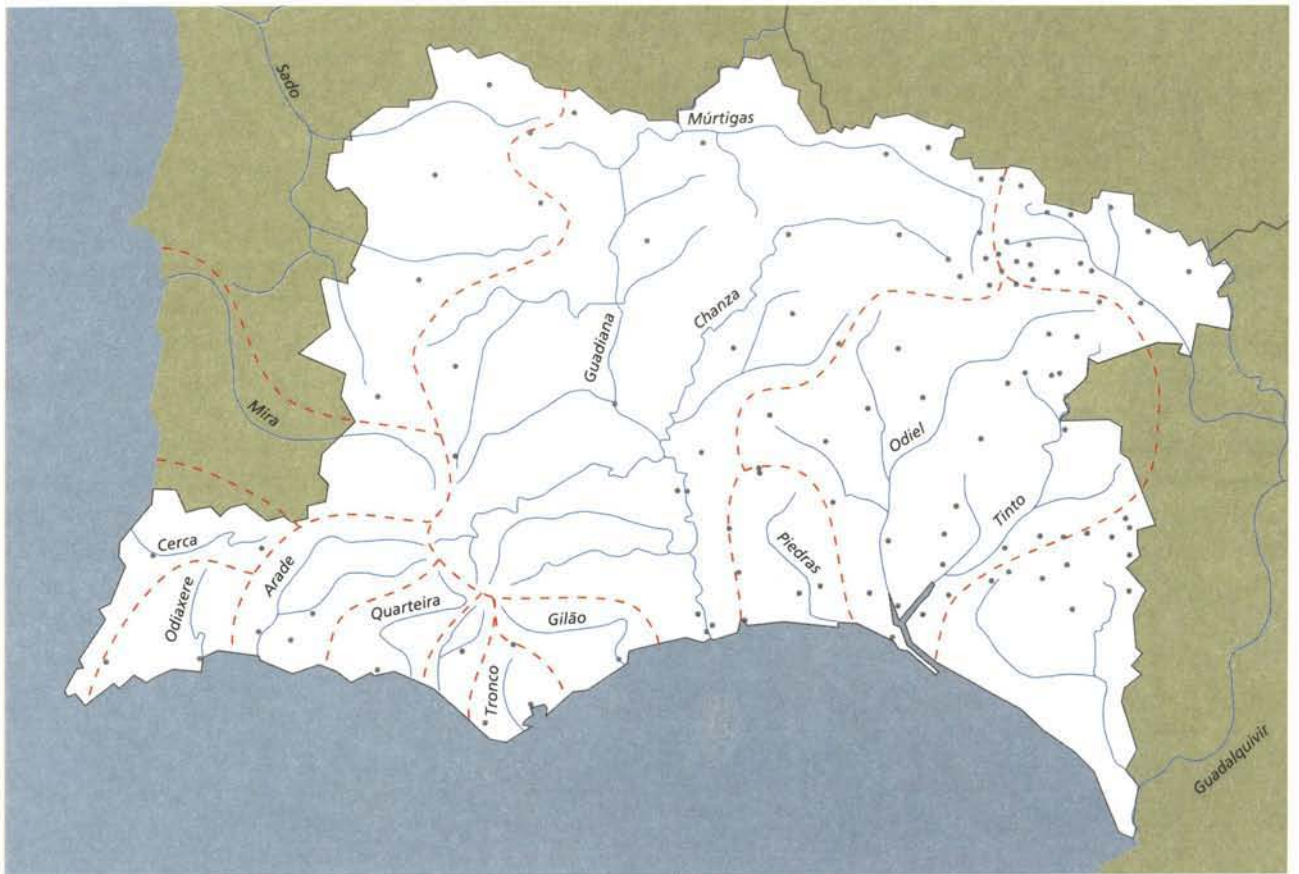 Sado
Múrtigas
Chanza
Guadiana
Mira
Odiel
Tinto
Cerca
Arade
Piedras
Odiaxere
Quarteira
Gilão
Tronco
Guadalquivir